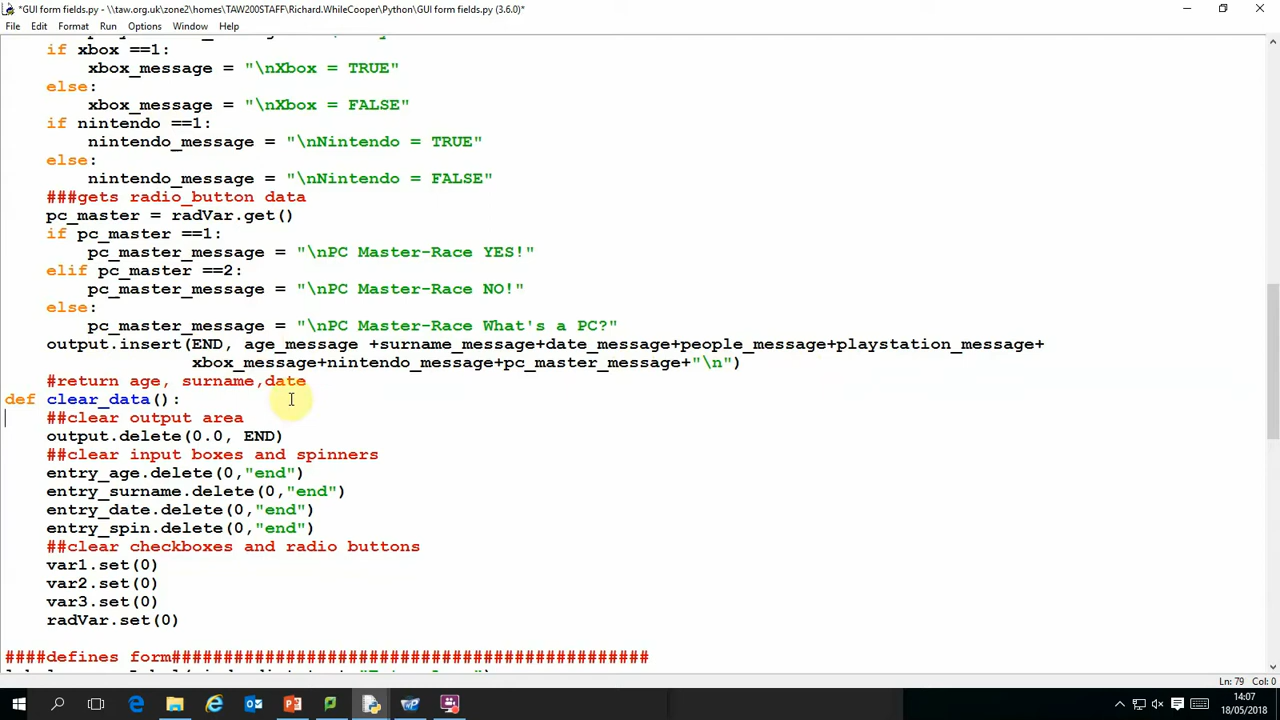 *GUI form fields.py - \\taw.org.uk\zone2\homes\TAW200STAFF\Richard.WhileCooper\Python\GUI form fields.py (3.6.0)*
File Edit Format Run Options Window Help
if xbox ==1:
xbox_message = "\nXbox = TRUE"
else:
xbox_message = "\nXbox = FALSE"
if nintendo ==1:
nintendo_message = "\nNintendo = TRUE"
else:
nintendo_message = "\nNintendo = FALSE"
###gets radio_button data
pc_master = radVar.get()
if pc_master ==1:
pc_master_message = "\nPC Master-Race YES!"
elif pc_master ==2:
pc_master_message = "\nPC Master-Race NO!"
else:
pc_master_message = "\nPC Master-Race What's a PC?"
output.insert(END, age_message +surname_message+date_message+people_message+playstation_message+
xbox_message+nintendo_message+pc_master_message+"\n")
#return age, surname,date
def clear_data():
##clear output area
output.delete(0.0, END)
##clear input boxes and spinners
entry_age.delete(0,"end")
entry_surname.delete(0,"end")
entry_date.delete(0,"end")
entry_spin.delete(0,"end")
##clear checkboxes and radio buttons
var1.set(0)
var2.set(0)
var3.set(0)
radVar.set(0)
####defines form##############################################
Ln: 79 Col: 0
14:07
18/05/2018